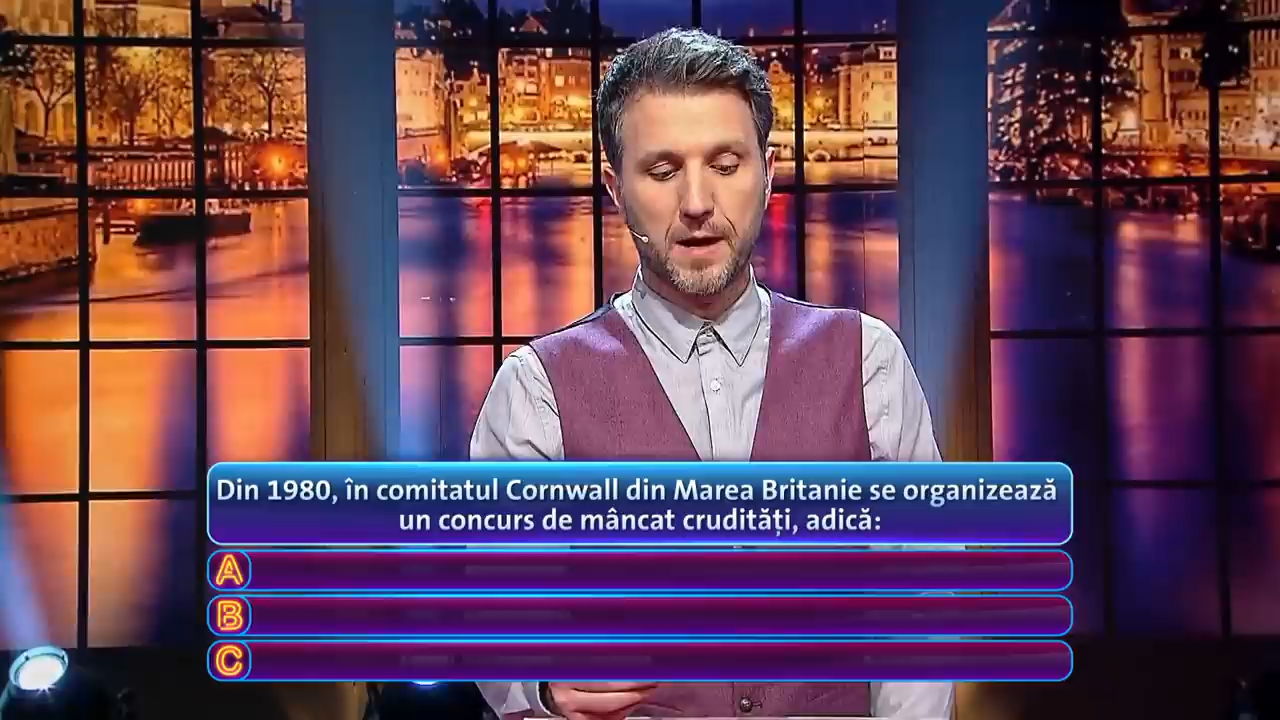 Din 1980, în comitatul Cornwall din Marea Britanie se organizează
un concurs de mâncat crudități, adică:
A
B
C